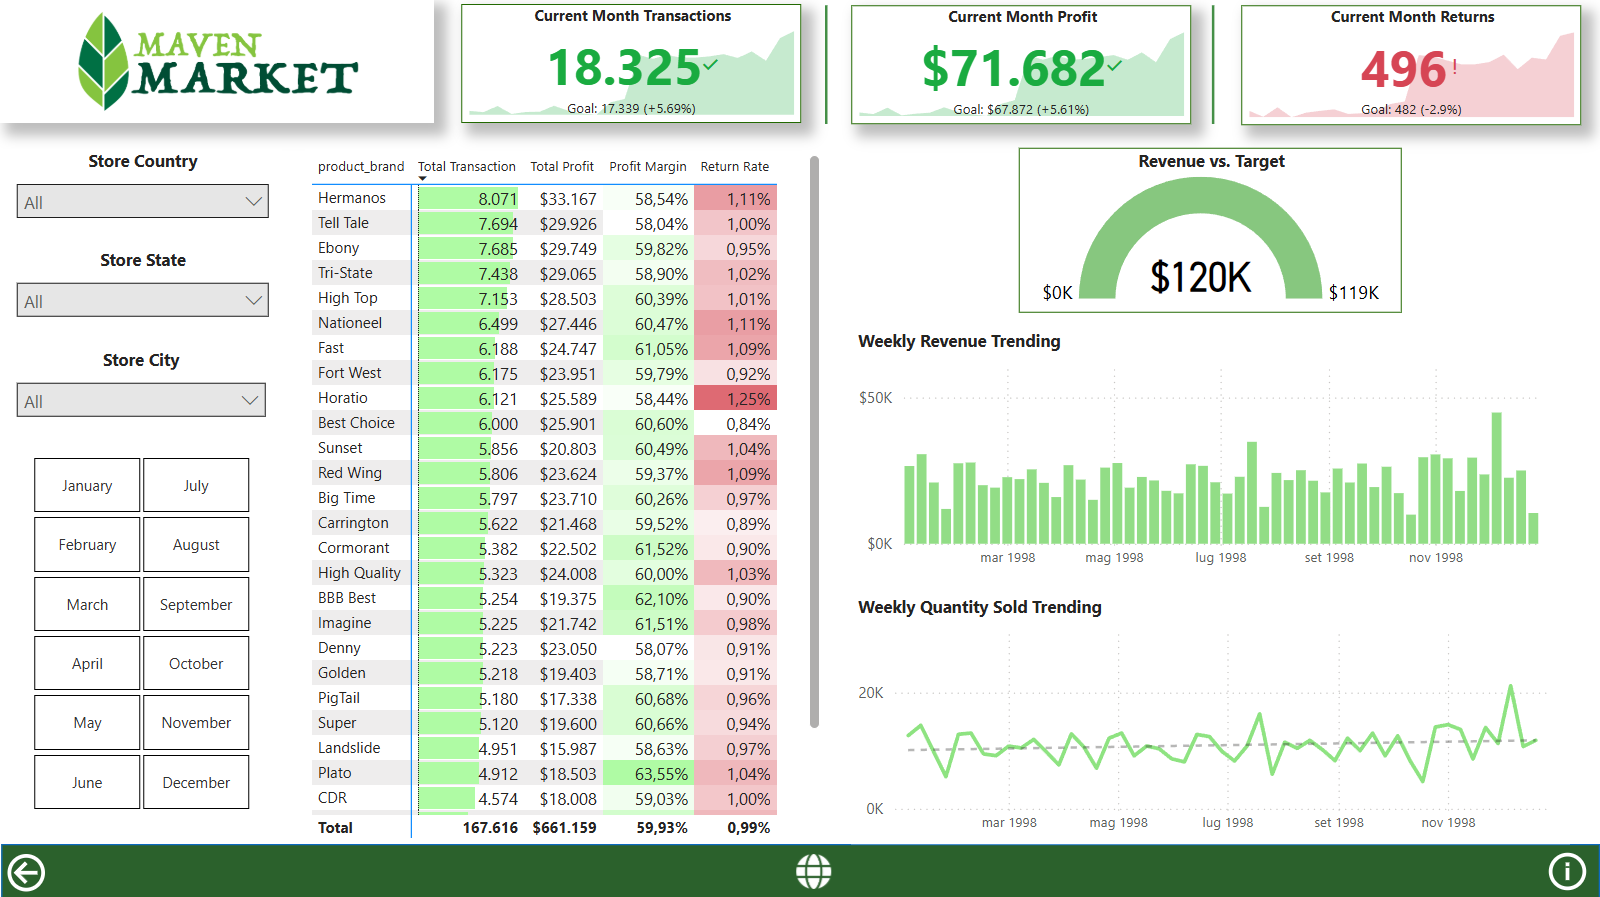 MAVEN
MARKET
Current Month Transactions
18.325
Goal: 17.339 (+5.69%)
Current Month Profit
$71.682
Goal: $67.872 (+5.61%)
Current Month Returns
496!
Goal: 482 (-2.9%)
Store Country
All
Store State
All
Store City
All
January July
February August
March September
April October
May November
June December
product_brand Total Transaction Total Profit Profit Margin Return Rate
Hermanos 8.071 $33.167 58,54% 1,11%
Tell Tale 7.694 $29.926 58,04% 1,00%
Ebony 7.685 $29.749 59,82% 0,95%
Tri-State 7.438 $29.065 58,90% 1,02%
High Top 7.153 $28.503 60,39% 1,01%
Nationeel 6.499 $27.446 60,47% 1,11%
Fast 6.188 $24.747 61,05% 1,09%
Fort West 6.175 $23.951 59,79% 0,92%
Horatio 6.121 $25.589 58,44% 1,25%
Best Choice 6.000 $25.901 60,60% 0,84%
Sunset 5.856 $20.803 60,49% 1,04%
Red Wing 5.806 $23.624 59,37% 1,09%
Big Time 5.797 $23.710 60,26% 0,97%
Carrington 5.622 $21.468 59,52% 0,89%
Cormorant 5.382 $22.502 61,52% 0,90%
High Quality 5.323 $24.008 60,00% 1,03%
BBB Best 5.254 $19.375 62,10% 0,90%
Imagine 5.225 $21.742 61,51% 0,98%
Denny 5.223 $23.050 58,07% 0,91%
Golden 5.218 $19.403 58,71% 0,91%
PigTail 5.180 $17.338 60,68% 0,96%
Super 5.120 $19.600 60,66% 0,94%
Landslide 4.951 $15.987 58,63% 0,97%
Plato 4.912 $18.503 63,55% 1,04%
CDR 4.574 $18.008 59,03% 1,00%
Total 167.616 $661.159 59,93% 0,99%
Revenue vs. Target
$120K
$0K $119K
Weekly Revenue Trending
$50K
$0K
mar 1998 mag 1998 lug 1998 set 1998 nov 1998
Weekly Quantity Sold Trending
20K
0K
mar 1998 mag 1998 lug 1998 set 1998 nov 1998